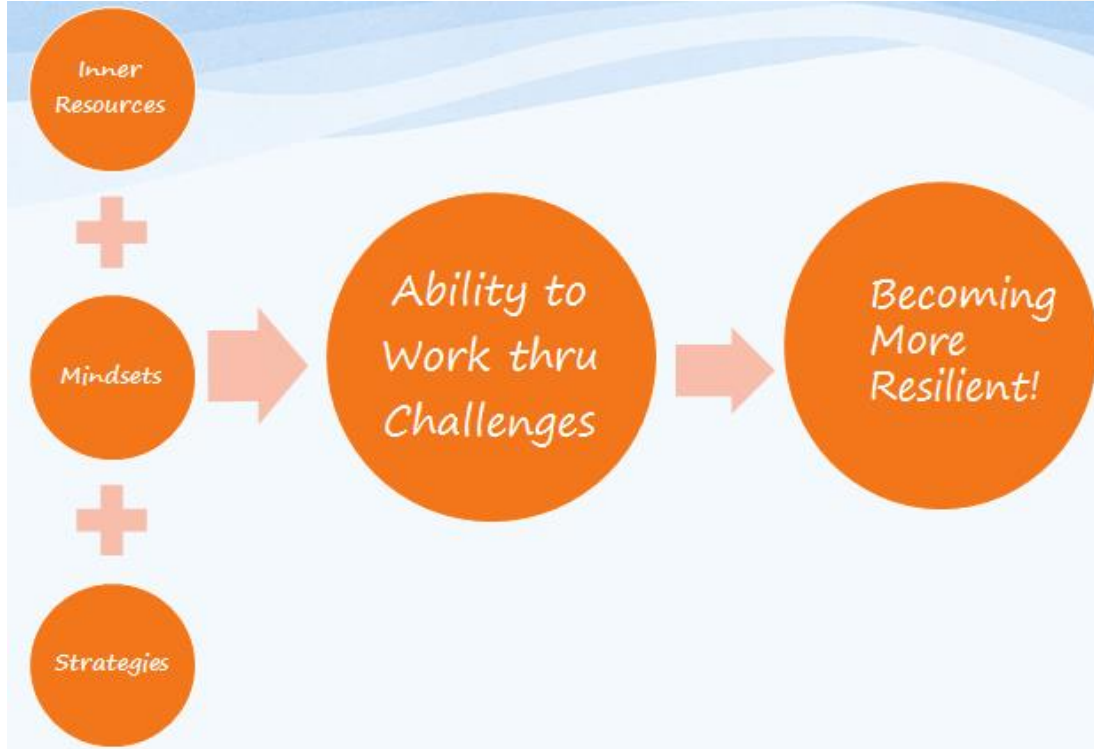 Inner
Resources
Mindsets
Strategies
Ability to
Work thru
Challenges
Becoming
More
Resilient!